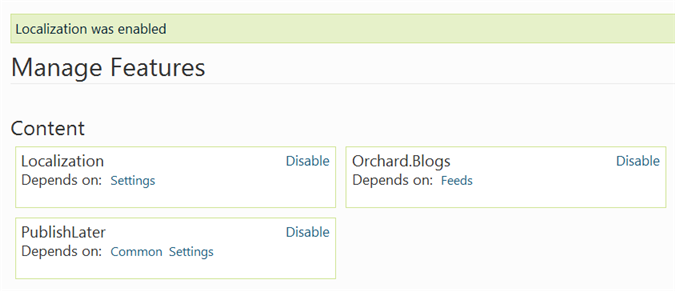 Localization was enabled
Manage Features
Content
Localization Disable
Depends on: Settings
Orchard.Blogs Disable
Depends on: Feeds
PublishLater Disable
Depends on: Common Settings